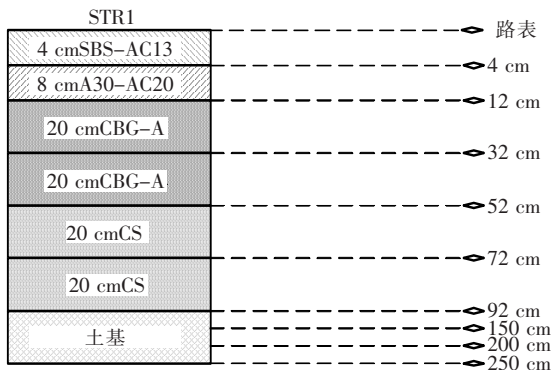 STR1
路表
4 cmSBS-AC13
4 cm
8 cmA30-AC20
12 cm
20 cmCBG-A
32 cm
20 cmCBG-A
52 cm
20 cmCS
72 cm
20 cmCS
92 cm
土基
150 cm
200 cm
250 cm